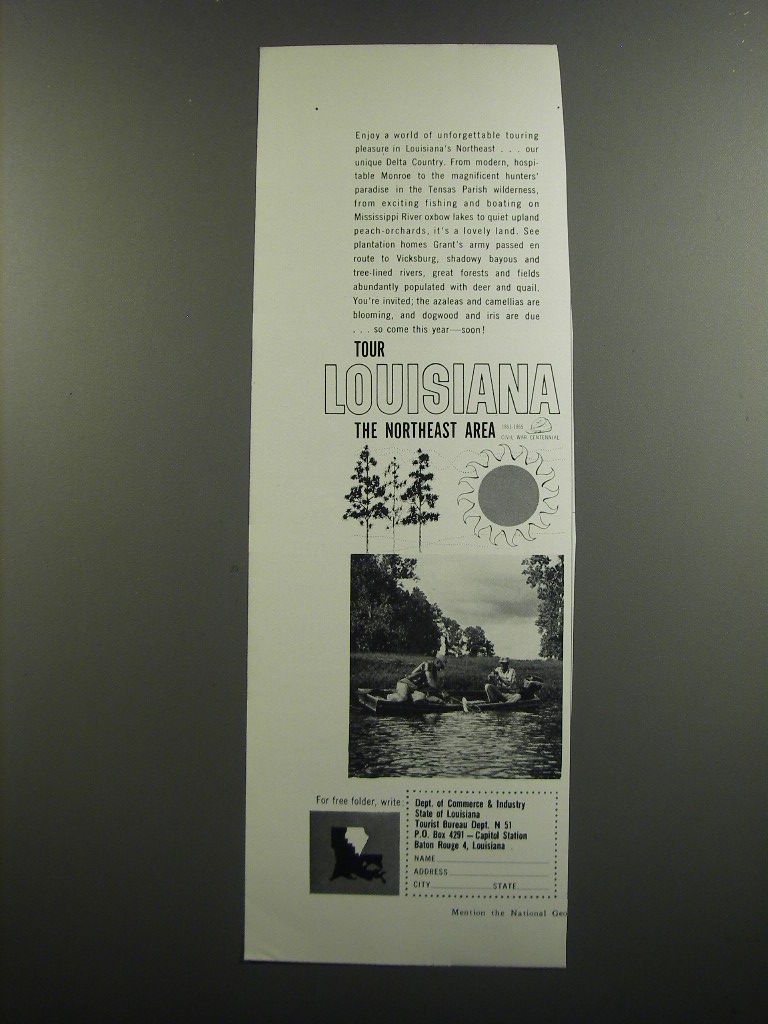 Enjoy a world of unforgettable touring
pleasure in Louisiana's Northeast . . . our
unique Delta Country. From modern, hospi-
table Monroe to the magnificent hunters'
paradise in the Tensas Parish wilderness,
from exciting fishing and boating on
Mississippi River oxbow lakes to quiet upland
peach-orchards, it's a lovely land. See
plantation homes Grant's army passed en
route to Vicksburg, shadowy bayous and
tree-lined rivers, great forests and fields
abundantly populated with deer and quail.
You're invited; the azaleas and camellias are
blooming, and dogwood and iris are due
. . . so come this year—soon!
TOUR
LOUISIANA
THE NORTHEAST AREA
1961-1965
CIVIL WAR CENTENNIAL
For free folder, write:
Dept. of Commerce & Industry
State of Louisiana
Tourist Bureau Dept. N 51
P.O. Box 4291 — Capitol Station
Baton Rouge 4, Louisiana
NAME
ADDRESS
CITY STATE
Mention the National Geo